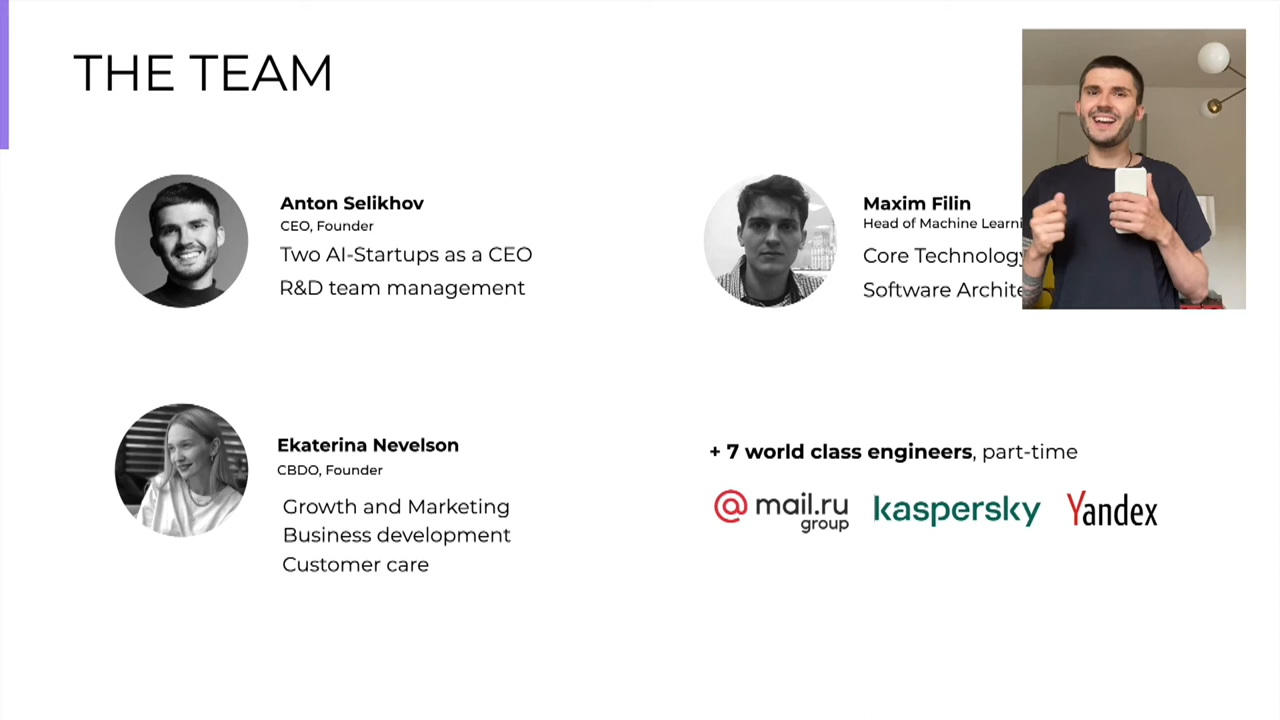 THE TEAM
Anton Selikhov
CEO, Founder
Two AI-Startups as a CEO
R&D team management
Maxim Filin
Head of Machine
Core Technology
Software
Ekaterina Nevelson
CBDO, Founder
Growth and Marketing
Business development
Customer care
+ 7 world class engineers, part-time
@mail.ru
group
kaspersky
Yandex